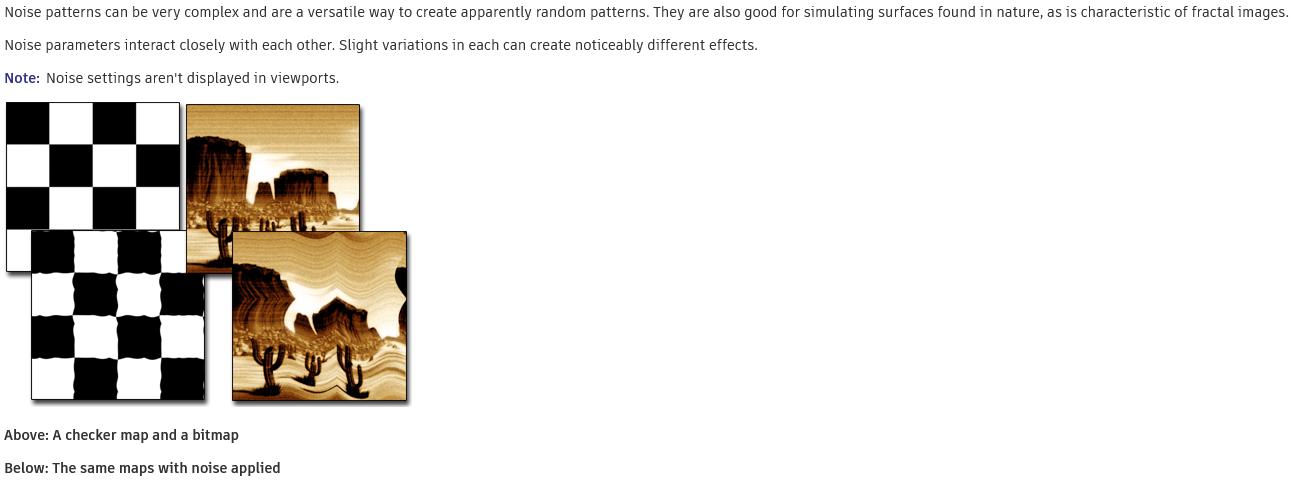 Noise patterns can be very complex and are a versatile way to create apparently random patterns. They are also good for simulating surfaces found in nature, as is characteristic of fractal images.
Noise parameters interact closely with each other. Slight variations in each can create noticeably different effects.
Note: Noise settings aren't displayed in viewports.
Above: A checker map and a bitmap
Below: The same maps with noise applied